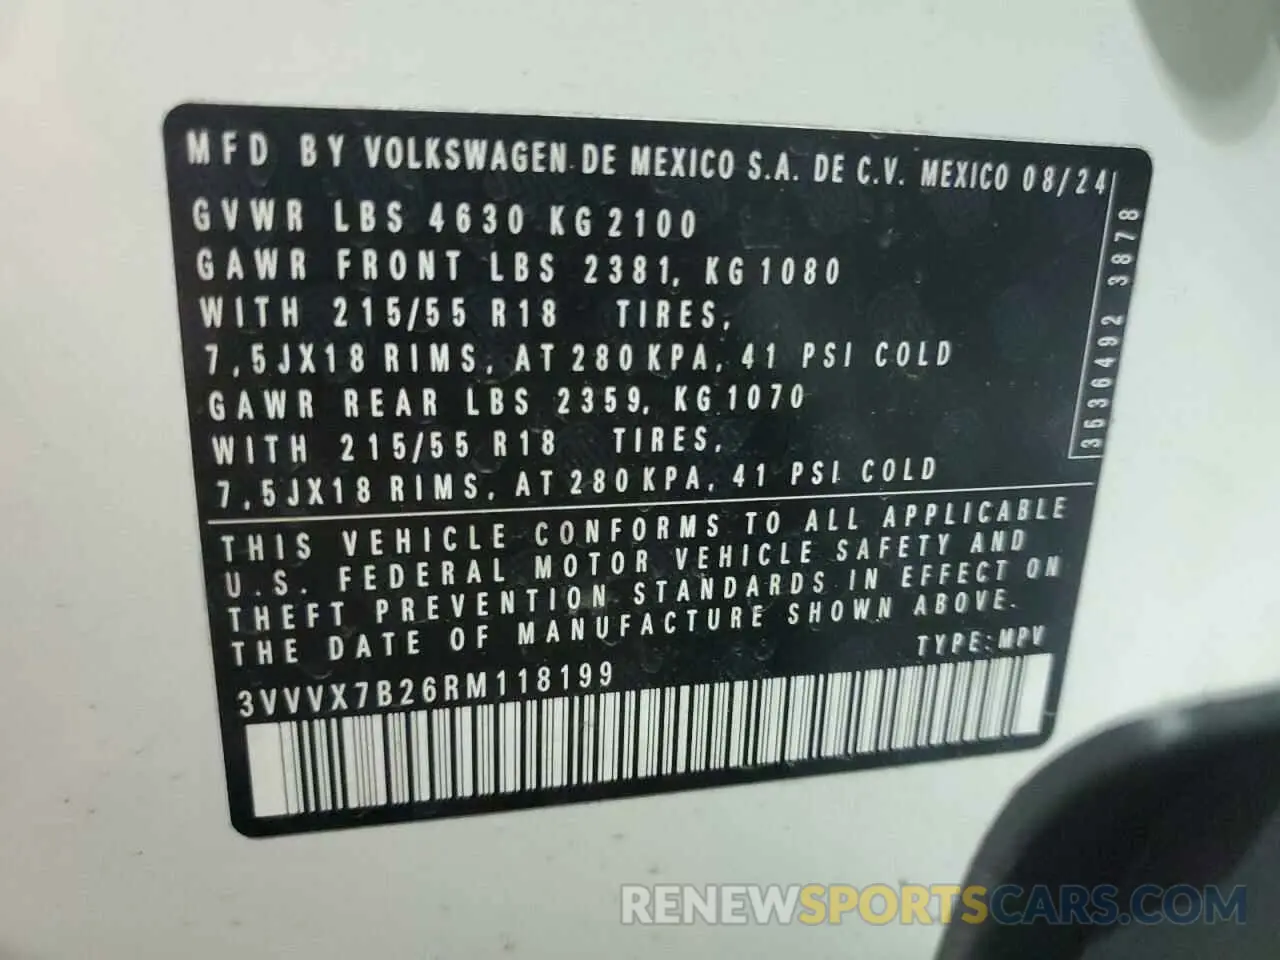 MFD BY VOLKSWAGEN DE MEXICO S.A. DE C.V. MEXICO 08/24
GVWR LBS 4630 KG 2100
GAWR FRONT LBS 2381, KG 1080
WITH 215/55 R18 TIRES,
7,5JX18 RIMS, AT 280 KPA, 41 PSI COLD
GAWR REAR LBS 2359, KG 1070
WITH 215/55 R18 TIRES,
7,5JX18 RIMS, AT 280 KPA, 41 PSI COLD
3536492 3878
THIS VEHICLE CONFORMS TO ALL APPLICABLE
U.S. FEDERAL MOTOR VEHICLE SAFETY AND
THEFT PREVENTION STANDARDS IN EFFECT ON
THE DATE OF MANUFACTURE SHOWN ABOVE.
TYPE: MPV
3VVVX7B26RM118199
RENEWSPORTSCARS.COM